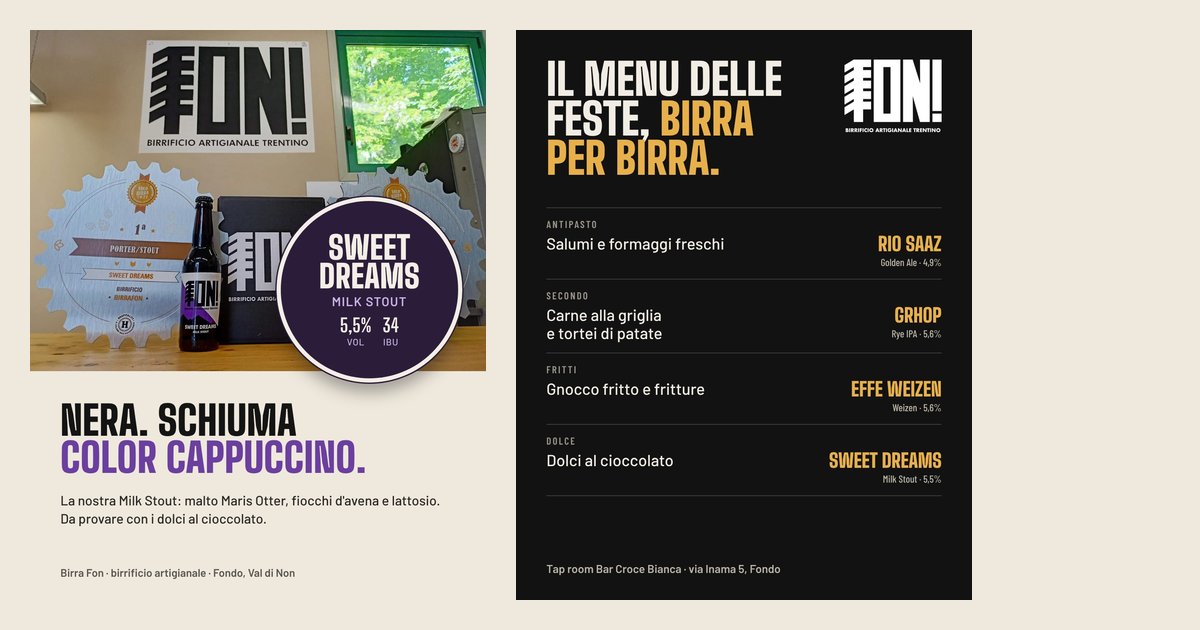 FON!
BIRRIFICIO ARTIGIANALE TRENTINO
1ª
PORTER/STOUT
SWEET DREAMS
BIRRIFICIO
BIRRAFON
FON!
SWEET DREAMS
FON!
BIRRIFICIO ARTIGI
SWEET
DREAMS
MILK STOUT
5,5% 34
VOL IBU
NERA. SCHIUMA
COLOR CAPPUCCINO.
La nostra Milk Stout: malto Maris Otter, fiocchi d'avena e lattosio.
Da provare con i dolci al cioccolato.
Birra Fon · birrificio artigianale · Fondo, Val di Non
IL MENU DELLE
FESTE, BIRRA
PER BIRRA.
FON!
BIRRIFICIO ARTIGIANALE TRENTINO
ANTIPASTO
Salumi e formaggi freschi
RIO SAAZ
Golden Ale · 4,9%
SECONDO
Carne alla griglia
e tortei di patate
GRHOP
Rye IPA · 5,6%
FRITTI
Gnocco fritto e fritture
EFFE WEIZEN
Weizen · 5,6%
DOLCE
Dolci al cioccolato
SWEET DREAMS
Milk Stout · 5,5%
Tap room Bar Croce Bianca · via Inama 5, Fondo